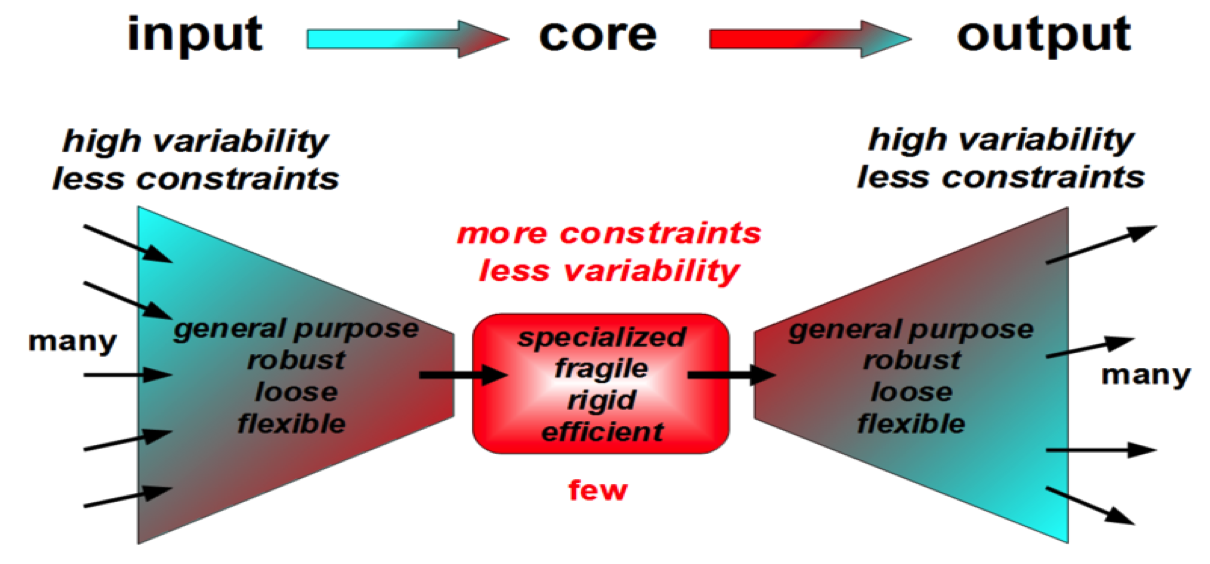 input
core
output
high variability
less constraints
high variability
less constraints
more constraints
less variability
many
general purpose
robust
loose
flexible
specialized
fragile
rigid
efficient
general purpose
robust
loose
flexible
many
few